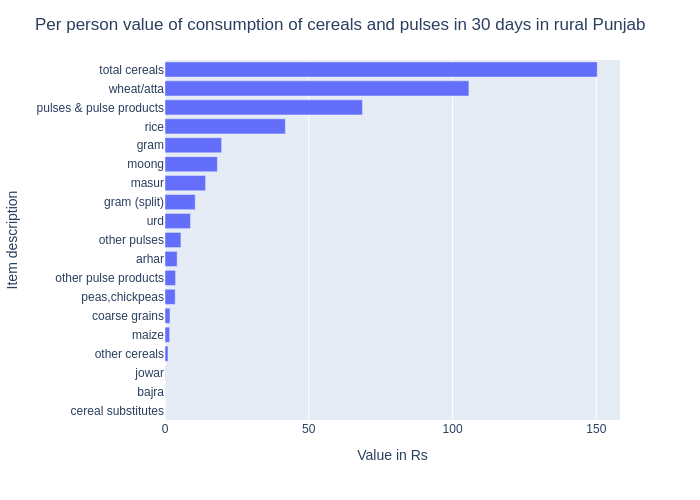 Per person value of consumption of cereals and pulses in 30 days in rural Punjab
total cereals
wheat/atta
pulses & pulse products
rice
gram
moong
masur
gram (split)
urd
other pulses
arhar
other pulse products
peas,chickpeas
coarse grains
maize
other cereals
jowar
bajra
cereal substitutes
Item description
0 50 100 150
Value in Rs